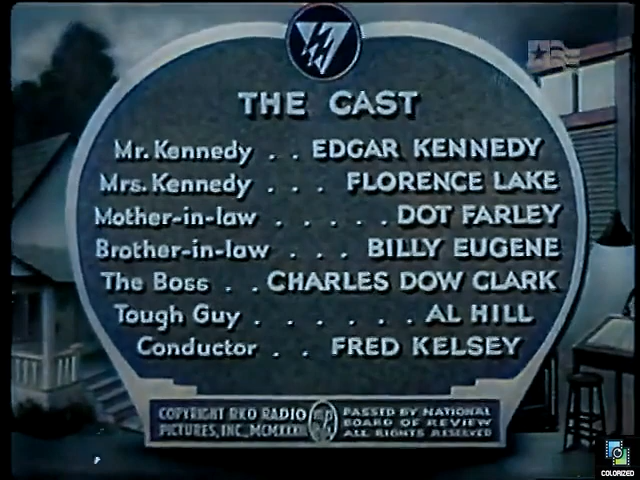 THE CAST
Mr. Kennedy . . EDGAR KENNEDY
Mrs. Kennedy . . . FLORENCE LAKE
Mother-in-law . . . . . DOT FARLEY
Brother-in-law . . . BILLY EUGENE
The Boss . . CHARLES DOW CLARK
Tough Guy . . . . . . AL HILL
Conductor . . FRED KELSEY
COPYRIGHT RKO RADIO
PICTURES, INC.,
PASSED BY NATIONAL
BOARD OF REVIEW
ALL RIGHTS RESERVED
COLORIZED